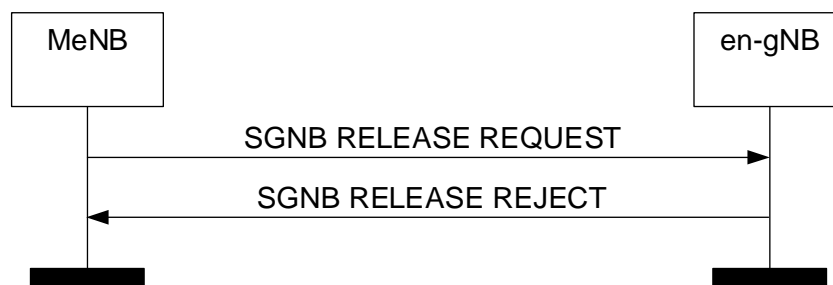 MeNB
en-gNB
SGNB RELEASE REQUEST
SGNB RELEASE REJECT